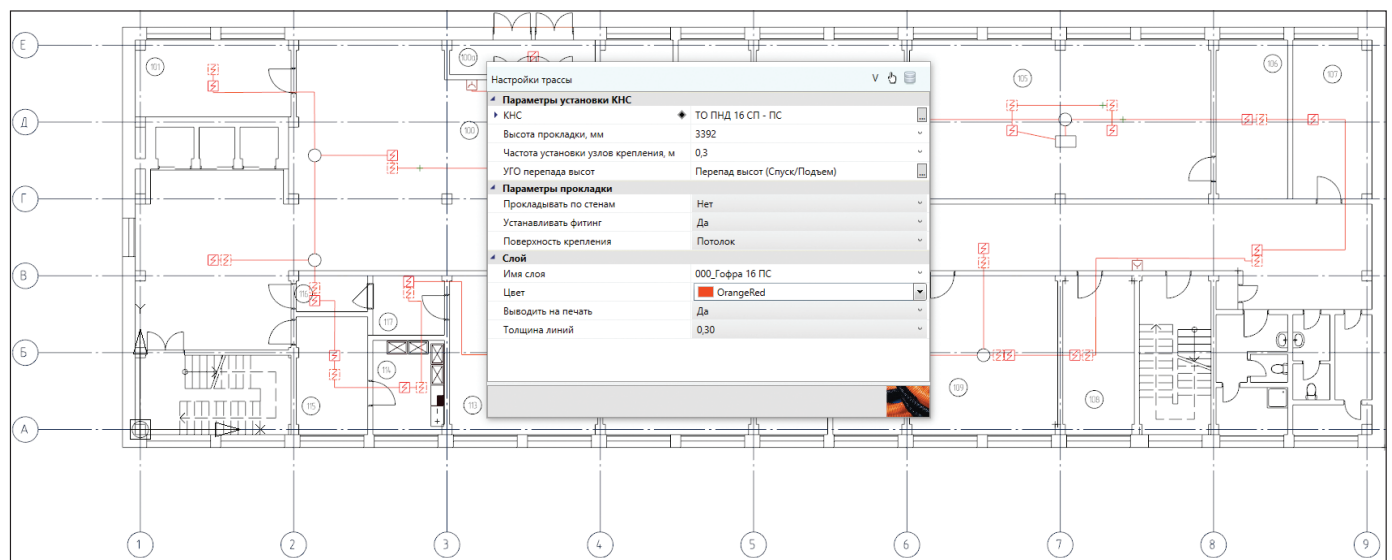 Е
101
100а
105
106
107
Настройки трассы
V
Параметры установки КНС
КНС
ТО ПНД 16 СП - ПС
...
Высота прокладки, мм
3392
Частота установки узлов крепления, м
0,3
УГО перепада высот
Перепад высот (Спуск/Подъем)
...
Параметры прокладки
Прокладывать по стенам
Нет
Устанавливать фитинг
Да
Поверхность крепления
Потолок
Слой
Имя слоя
000_Гофра 16 ПС
Цвет
OrangeRed
Выводить на печать
Да
Толщина линий
0,30
Д
100
Г
В
116
Y
117
Б
114
115
113
109
108
А
X
1
2
3
4
5
6
7
8
9